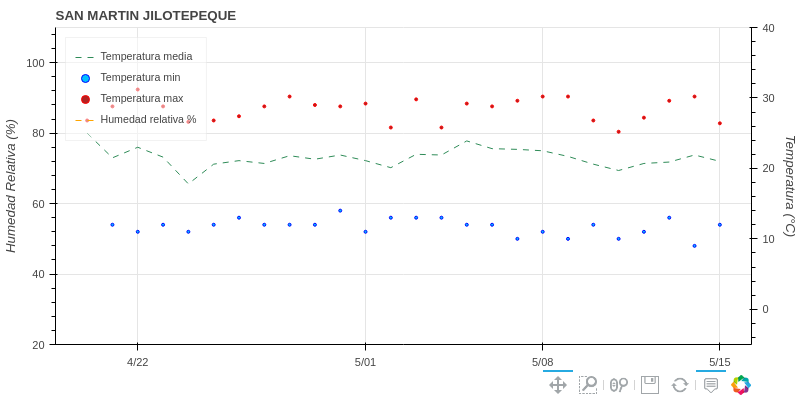 SAN MARTIN JILOTEPEQUE
Temperatura media
Temperatura min
Temperatura max
Humedad relativa %
Humedad Relativa (%)
100
80
60
40
20
40
30
20
10
0
Temperatura (°C)
4/22
5/01
5/08
5/15